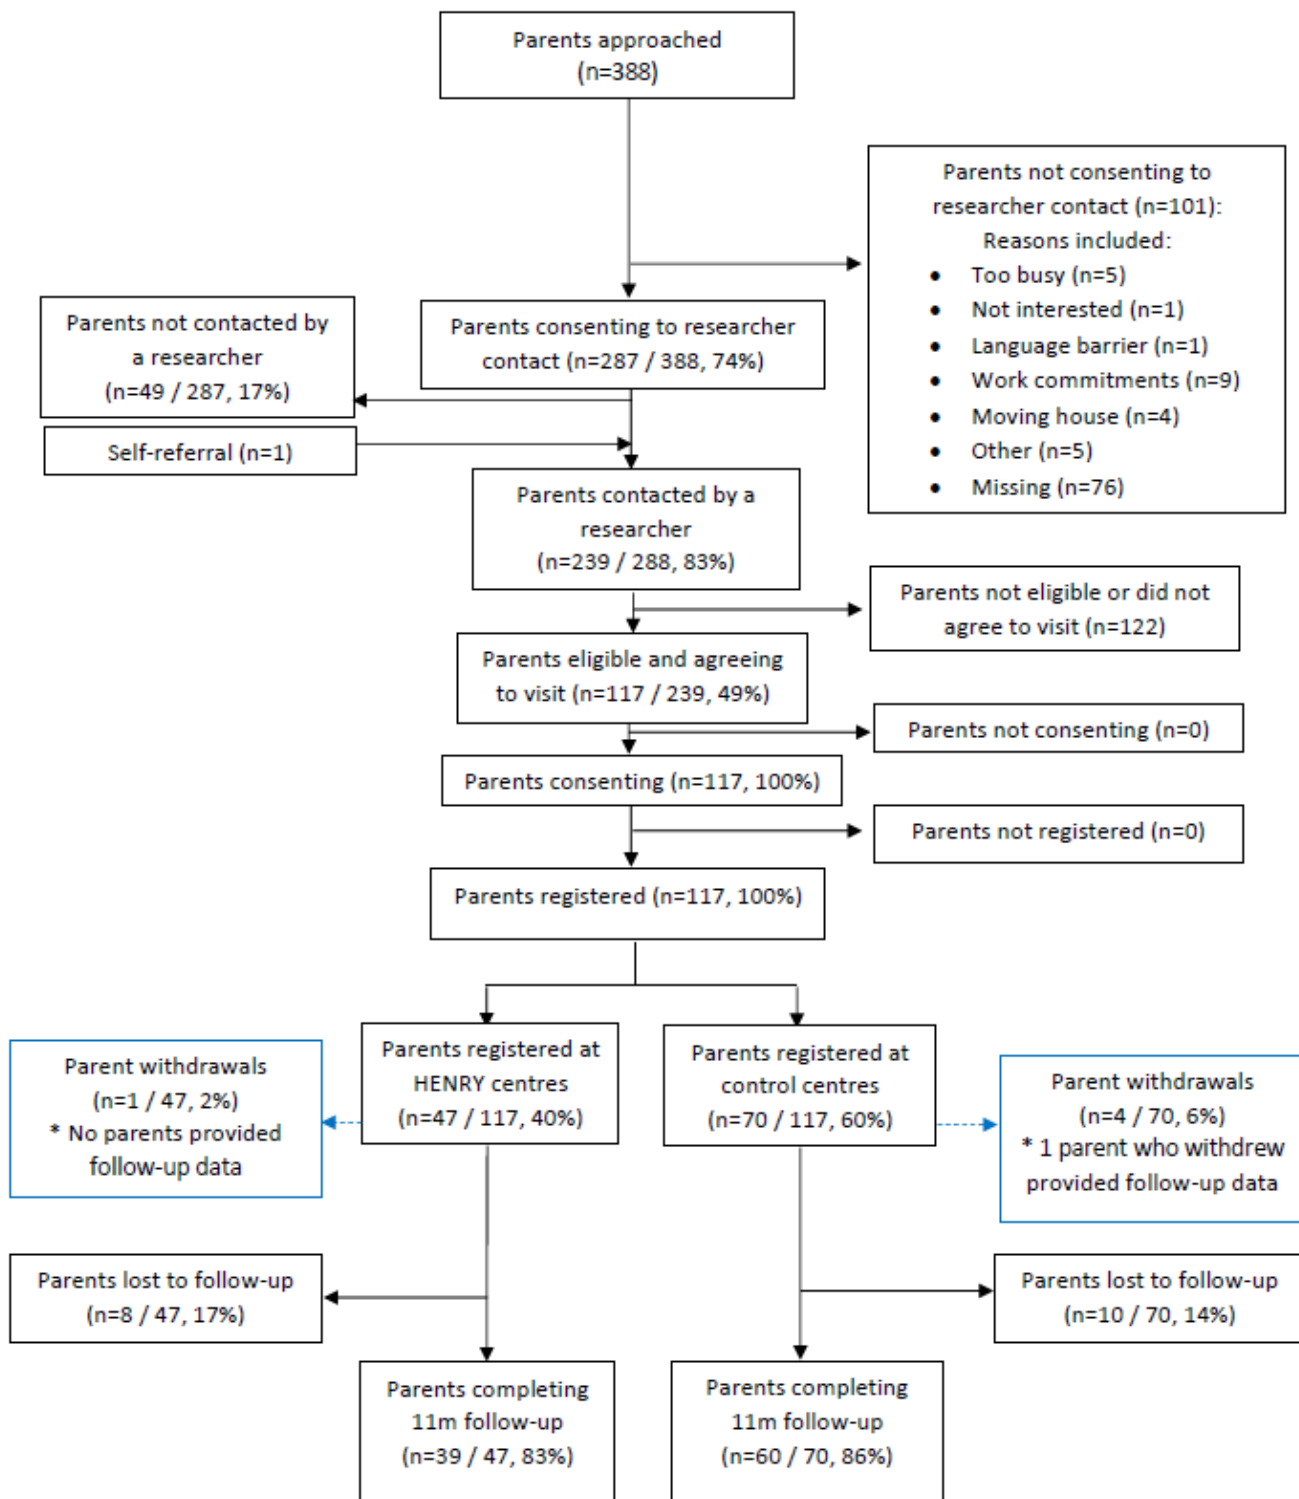 Parents approached
(n=388)
Parents not consenting to
researcher contact (n=101):
Reasons included:
• Too busy (n=5)
• Not interested (n=1)
• Language barrier (n=1)
• Work commitments (n=9)
• Moving house (n=4)
• Other (n=5)
• Missing (n=76)
Parents consenting to researcher
contact (n=287 / 388, 74%)
Parents not contacted by
a researcher
(n=49 / 287, 17%)
Self-referral (n=1)
Parents contacted by a
researcher
(n=239 / 288, 83%)
Parents not eligible or did not
agree to visit (n=122)
Parents eligible and agreeing
to visit (n=117 / 239, 49%)
Parents not consenting (n=0)
Parents consenting (n=117, 100%)
Parents not registered (n=0)
Parents registered (n=117, 100%)
Parents registered at
HENRY centres
(n=47 / 117, 40%)
Parents registered at
control centres
(n=70 / 117, 60%)
Parent withdrawals
(n=1 / 47, 2%)
* No parents provided
follow-up data
Parent withdrawals
(n=4 / 70, 6%)
* 1 parent who withdrew
provided follow-up data
Parents lost to follow-up
(n=8 / 47, 17%)
Parents lost to follow-up
(n=10 / 70, 14%)
Parents completing
11m follow-up
(n=39 / 47, 83%)
Parents completing
11m follow-up
(n=60 / 70, 86%)